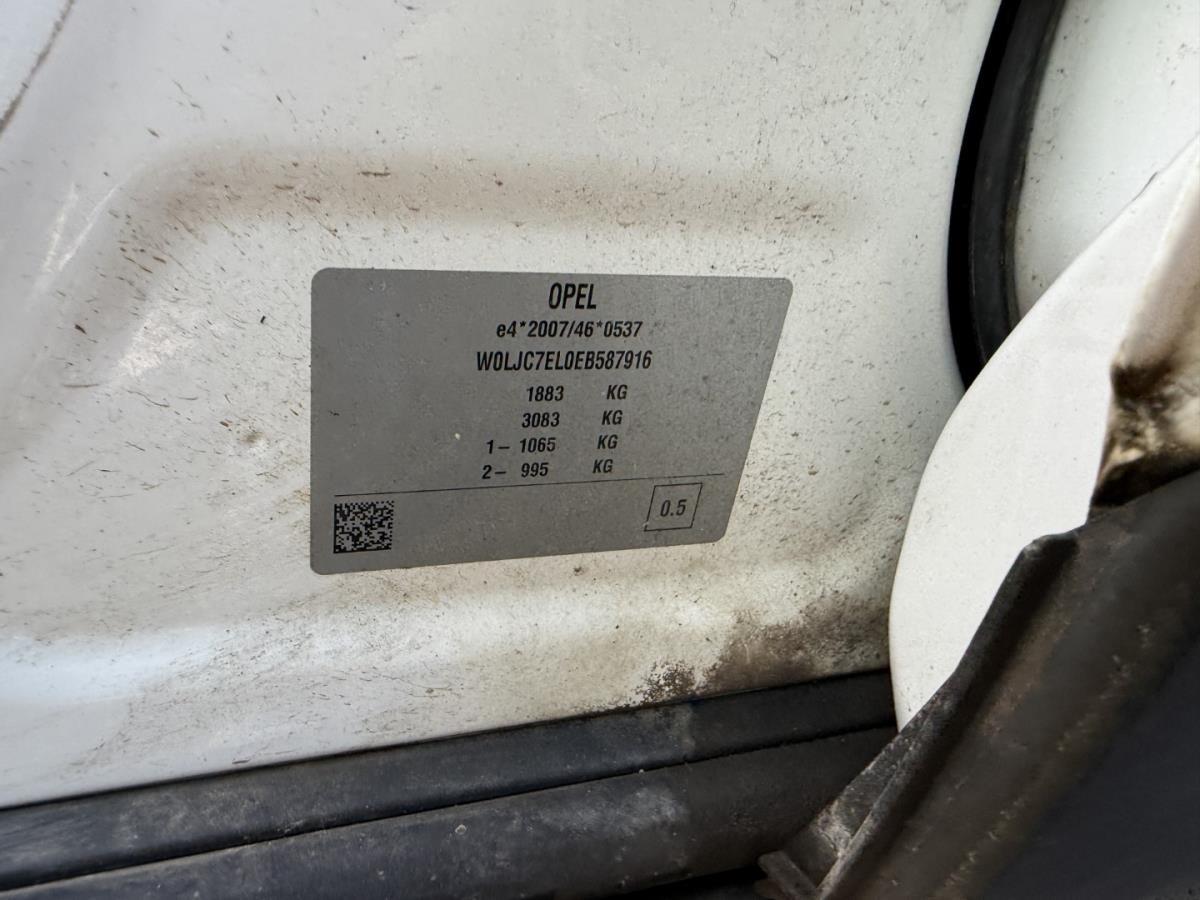 OPEL
e4*2007/46*0537
W0LJC7EL0EB587916
1883 KG
3083 KG
1– 1065 KG
2– 995 KG
0.5